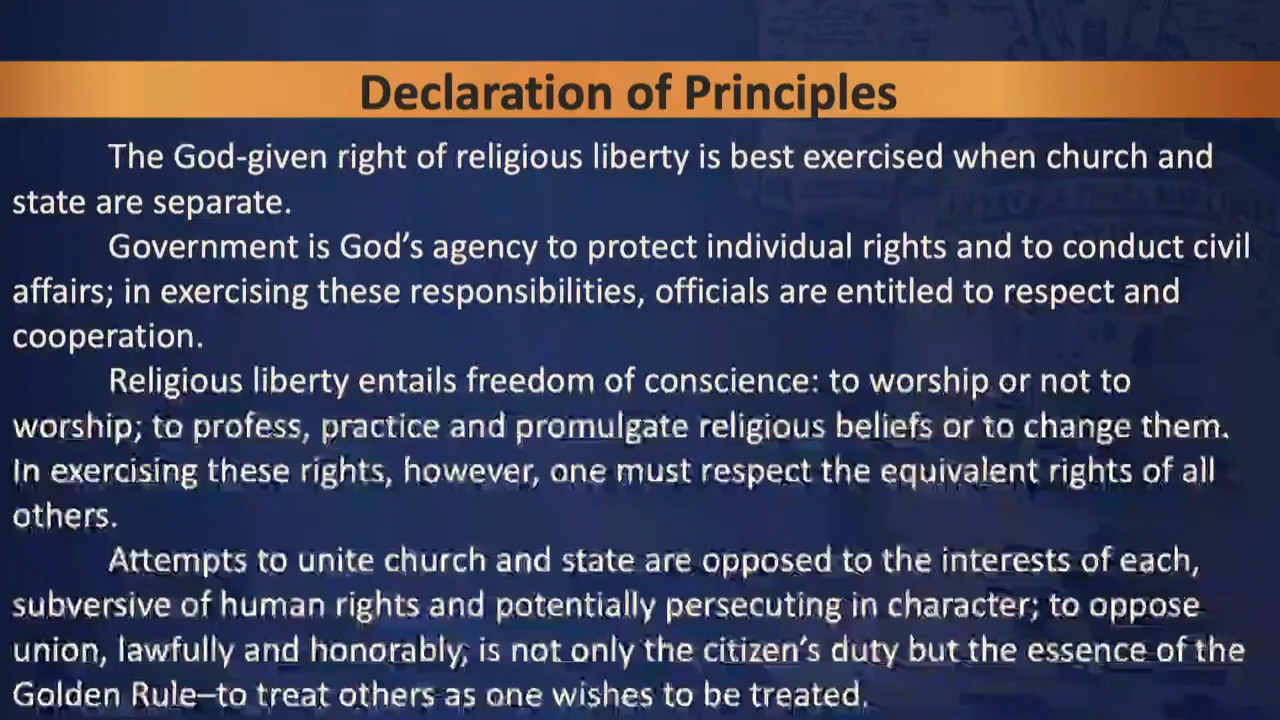 Declaration of Principles
The God-given right of religious liberty is best exercised when church and
state are separate.
Government is God’s agency to protect individual rights and to conduct civil
affairs; in exercising these responsibilities, officials are entitled to respect and
cooperation.
Religious liberty entails freedom of conscience: to worship or not to
worship; to profess, practice and promulgate religious beliefs or to change them.
In exercising these rights, however, one must respect the equivalent rights of all
others.
Attempts to unite church and state are opposed to the interests of each,
subversive of human rights and potentially persecuting in character; to oppose
union, lawfully and honorably, is not only the citizen’s duty but the essence of the
Golden Rule–to treat others as one wishes to be treated.